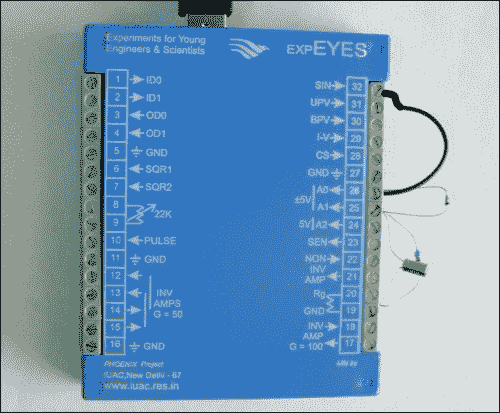 Experiments for Young
Engineers & Scientists
EXPEYES
1 ID0
2 ID1
3 OD0
4 OD1
5 GND
6 SQR1
7 SQR2
8
9
22K
10 PULSE
11 GND
12
13
14
15
INV
AMPS
G = 50
16 GND
SIN 32
UPV 31
BPV 30
I-V 29
CS 28
GND 27
A0 26
±5V
A1 25
5V A2 24
SEN 23
NON 22
INV
AMP 21
Rg 20
GND 19
INV 18
AMP
G = 100 17
PHOENIX Project
IUAC,New Delhi - 67
www.iuac.res.in